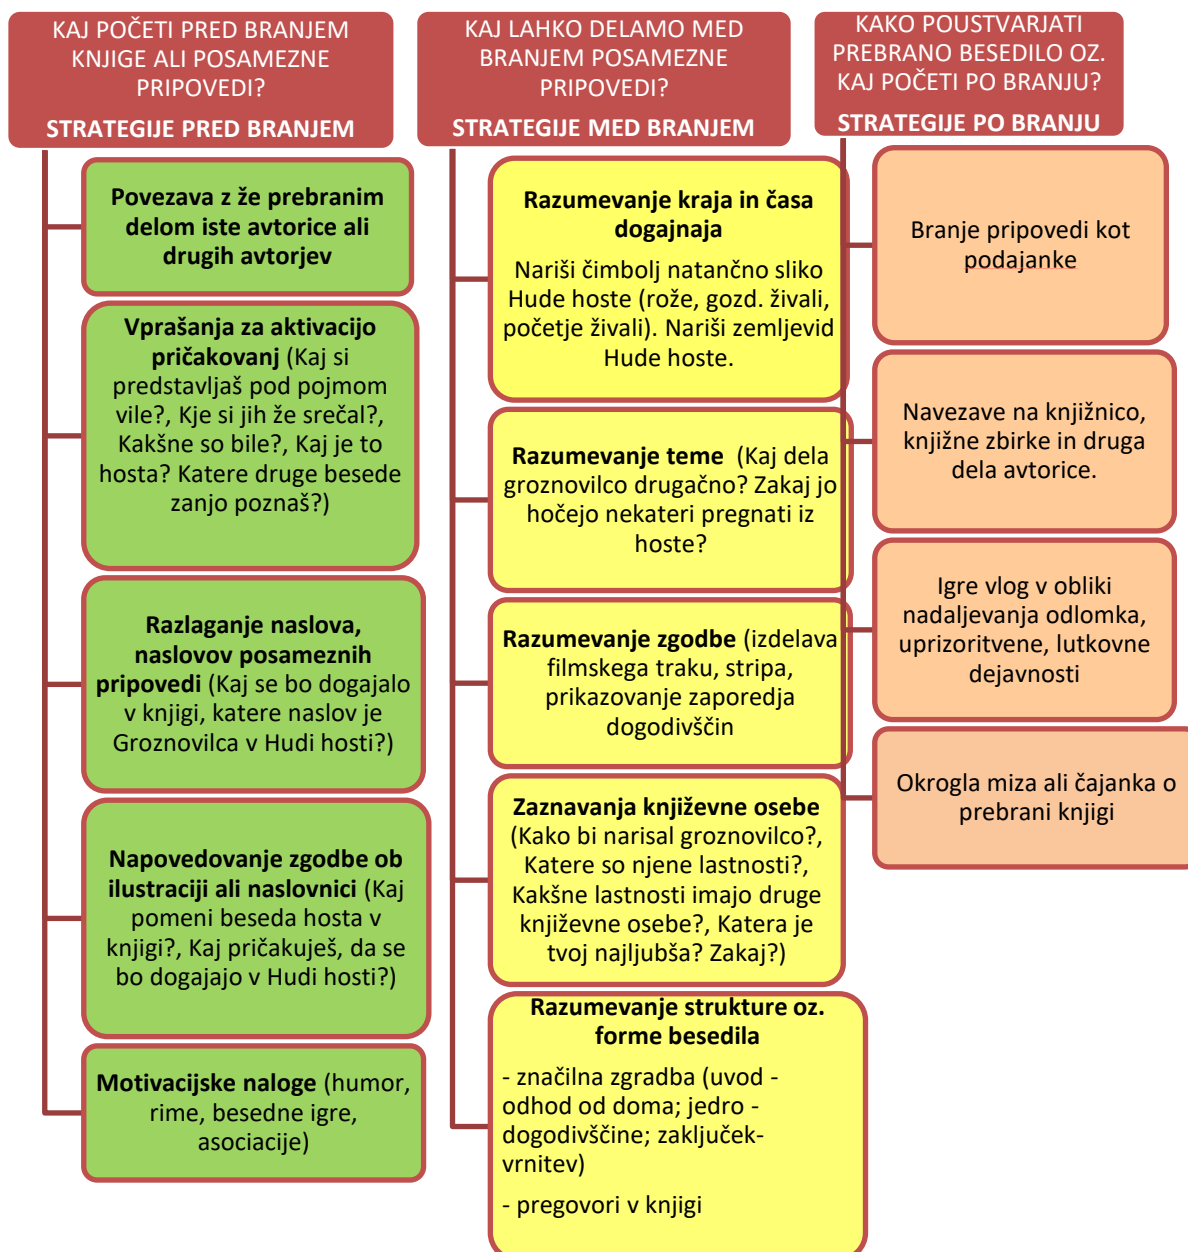 KAJ POČETI PRED BRANJEM
KNJIGE ALI POSAMEZNE
PRIPOVEDI?
STRATEGIJE PRED BRANJEM
Povezava z že prebranim
delom iste avtorice ali
drugih avtorjev
Vprašanja za aktivacijo
pričakovanj (Kaj si
predstavljaš pod pojmom
vile?, Kje si jih že srečal?,
Kakšne so bile?, Kaj je to
hosta? Katere druge besede
zanjo poznaš?)
Razlaganje naslova,
naslovov posameznih
pripovedi (Kaj se bo dogajalo
v knjigi, katere naslov je
Groznovilca v Hudi hosti?)
Napovedovanje zgodbe ob
ilustraciji ali naslovnici (Kaj
pomeni beseda hosta v
knjigi?, Kaj pričakuješ, da se
bo dogajajo v Hudi hosti?)
Motivacijske naloge (humor,
rime, besedne igre,
asociacije)
KAJ LAHKO DELAMO MED
BRANJEM POSAMEZNE
PRIPOVEDI?
STRATEGIJE MED BRANJEM
Razumevanje kraja in časa
dogajnaja
Nariši čimbolj natančno sliko
Hude hoste (rože, gozd. živali,
početje živali). Nariši zemljevid
Hude hoste.
Razumevanje teme (Kaj dela
groznovilco drugačno? Zakaj jo
hočejo nekateri pregnati iz
hoste?
Razumevanje zgodbe (izdelava
filmskega traku, stripa,
prikazovanje zaporedja
dogodivščin
Zaznavanja književne osebe
(Kako bi narisal groznovilco?,
Katere so njene lastnosti?,
Kakšne lastnosti imajo druge
književne osebe?, Katera je
tvoj najljubša? Zakaj?)
Razumevanje strukture oz.
forme besedila
- značilna zgradba (uvod -
odhod od doma; jedro -
dogodivščine; zaključek-
vrnitev)
- pregovori v knjigi
KAKO POUSTVARJATI
PREBRANO BESEDILO OZ.
KAJ POČETI PO BRANJU?
STRATEGIJE PO BRANJU
Branje pripovedi kot
podajanke
Navezave na knjižnico,
knjižne zbirke in druga
dela avtorice.
Igre vlog v obliki
nadaljevanja odlomka,
uprizoritvene, lutkovne
dejavnosti
Okrogla miza ali čajanka o
prebrani knjigi